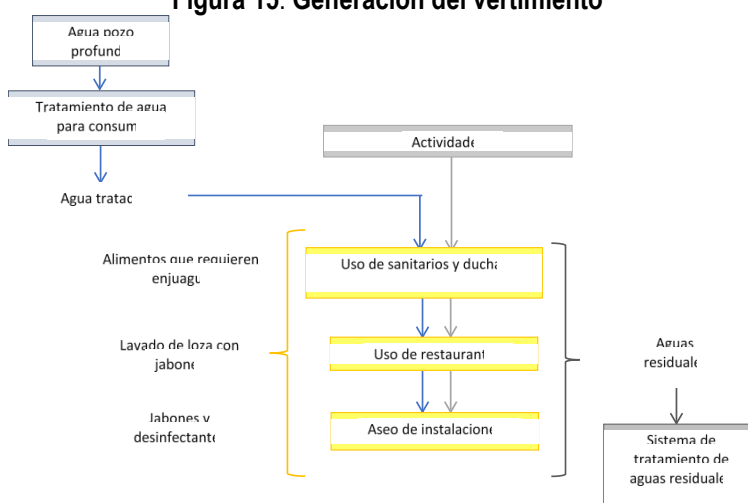 Figura 15. Generación del vertimiento
Agua pozo
profund
Tratamiento de agua
para consum
Actividade
Agua tratac
Alimentos que requieren
enjuagu
Uso de sanitarios y ducha
Lavado de loza con
jabone
Uso de restaurant
Aguas
residuale
Jabones y
desinfectante
Aseo de instalacione
Sistema de
tratamiento de
aguas residuale